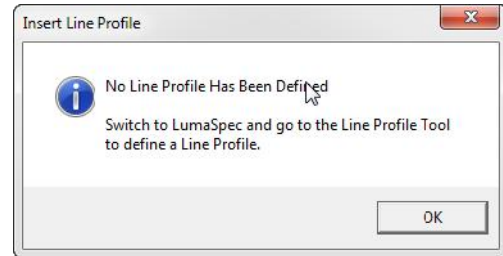 Insert Line Profile
No Line Profile Has Been Defined
Switch to LumaSpec and go to the Line Profile Tool
to define a Line Profile.
OK